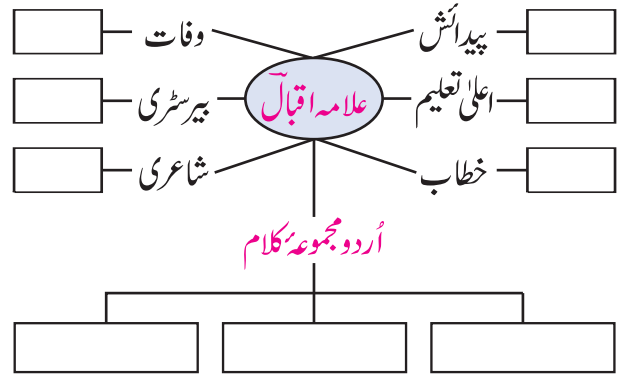 پیدائش
وفات
علامہ اقبالؔ
اعلیٰ تعلیم
بیرسٹری
خطاب
شاعری
اُردو مجموعۂ کلام